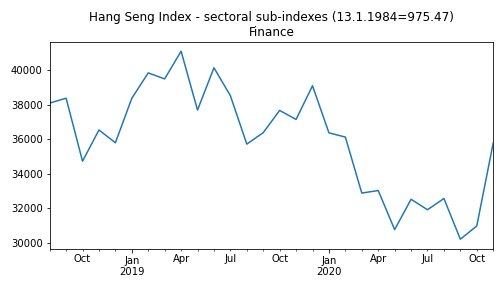 Hang Seng Index - sectoral sub-indexes (13.1.1984=975.47)
Finance
40000
38000
36000
34000
32000
30000
Oct Jan Apr Jul Oct Jan Apr Jul Oct
2019 2020